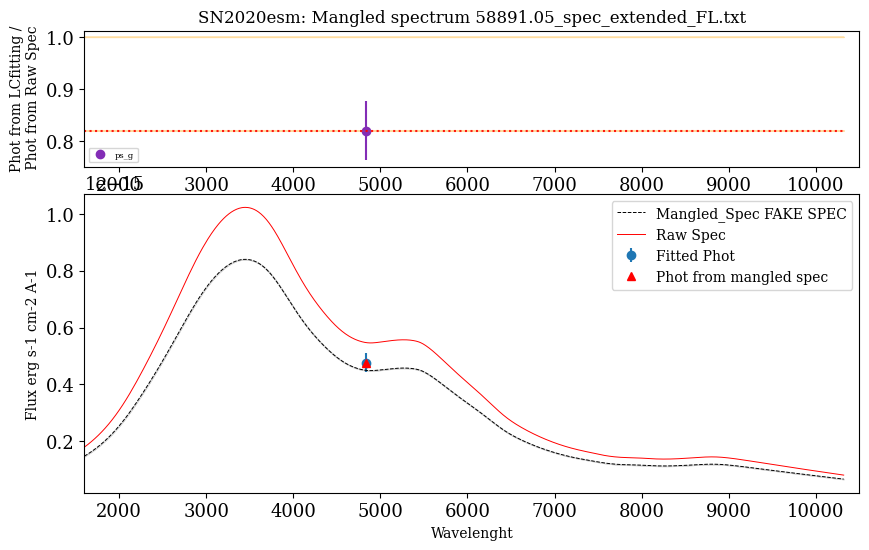 SN2020esm: Mangled spectrum 58891.05_spec_extended_FL.txt
Phot from LCfitting /
Phot from Raw Spec
1.0
0.9
0.8
ps_g
2000 3000 4000 5000 6000 7000 8000 9000 10000
1e−15
Flux erg s-1 cm-2 A-1
1.0
0.8
0.6
0.4
0.2
Mangled_Spec FAKE SPEC
Raw Spec
Fitted Phot
Phot from mangled spec
2000 3000 4000 5000 6000 7000 8000 9000 10000
Wavelenght